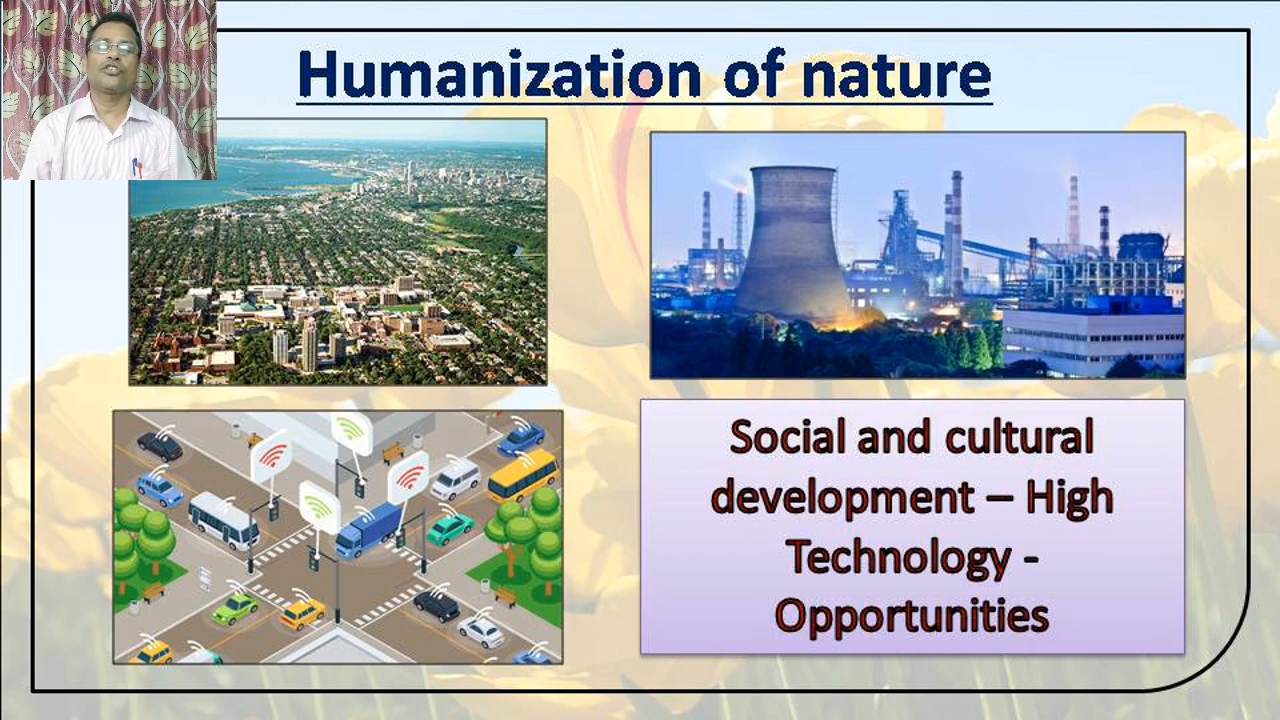 Humanization of nature
Social and cultural
development – High
Technology -
Opportunities